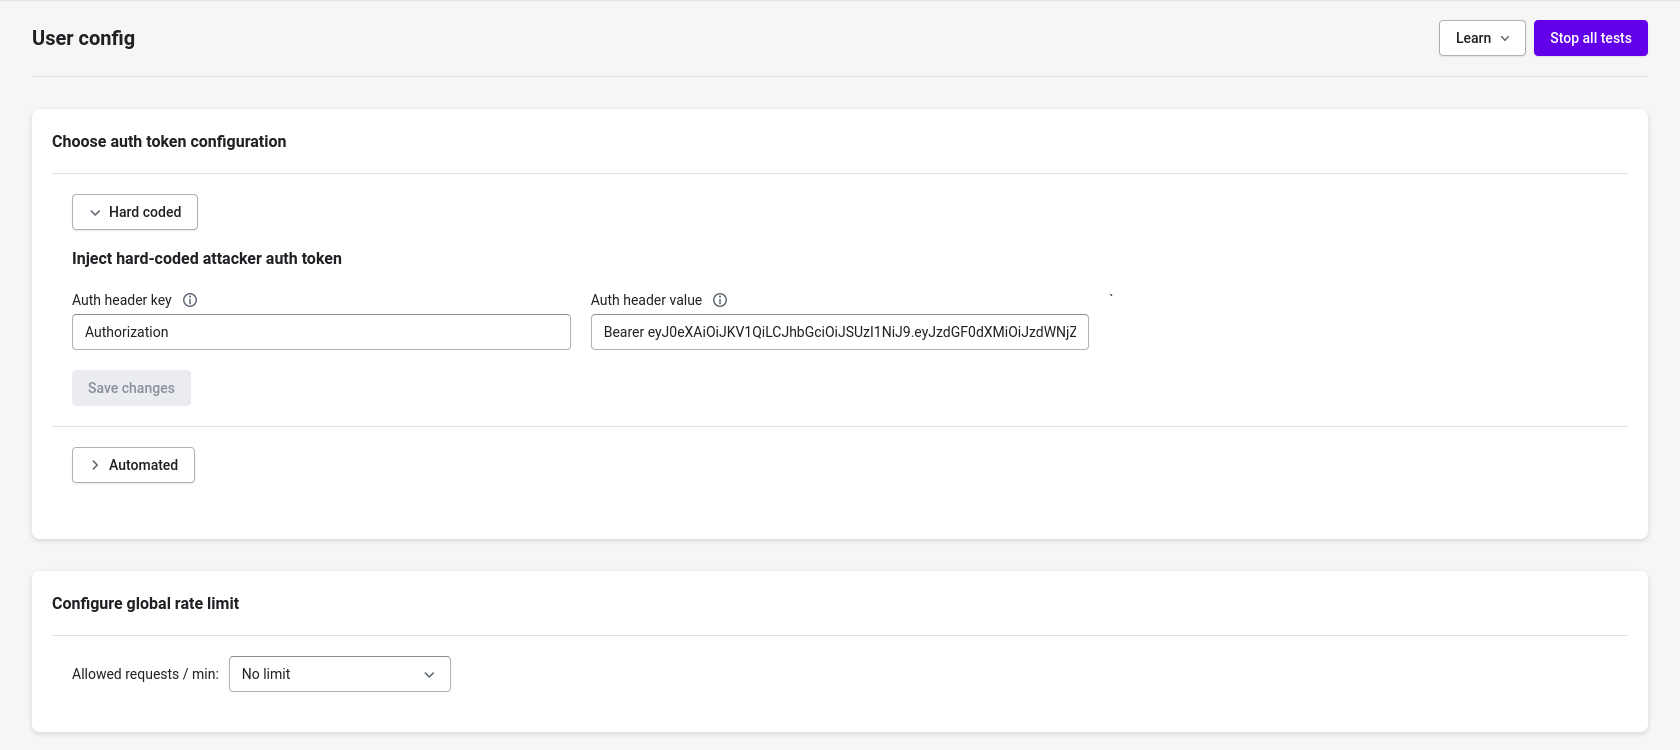 User config
Learn
Stop all tests
Choose auth token configuration
Hard coded
Inject hard-coded attacker auth token
Auth header key
Auth header value
`
Authorization
Bearer eyJ0eXAiOiJKV1QiLCJhbGciOiJSUzI1NiJ9.eyJzdGF0dXMiOiJzdWNjZ
Save changes
Automated
Configure global rate limit
Allowed requests / min:
No limit